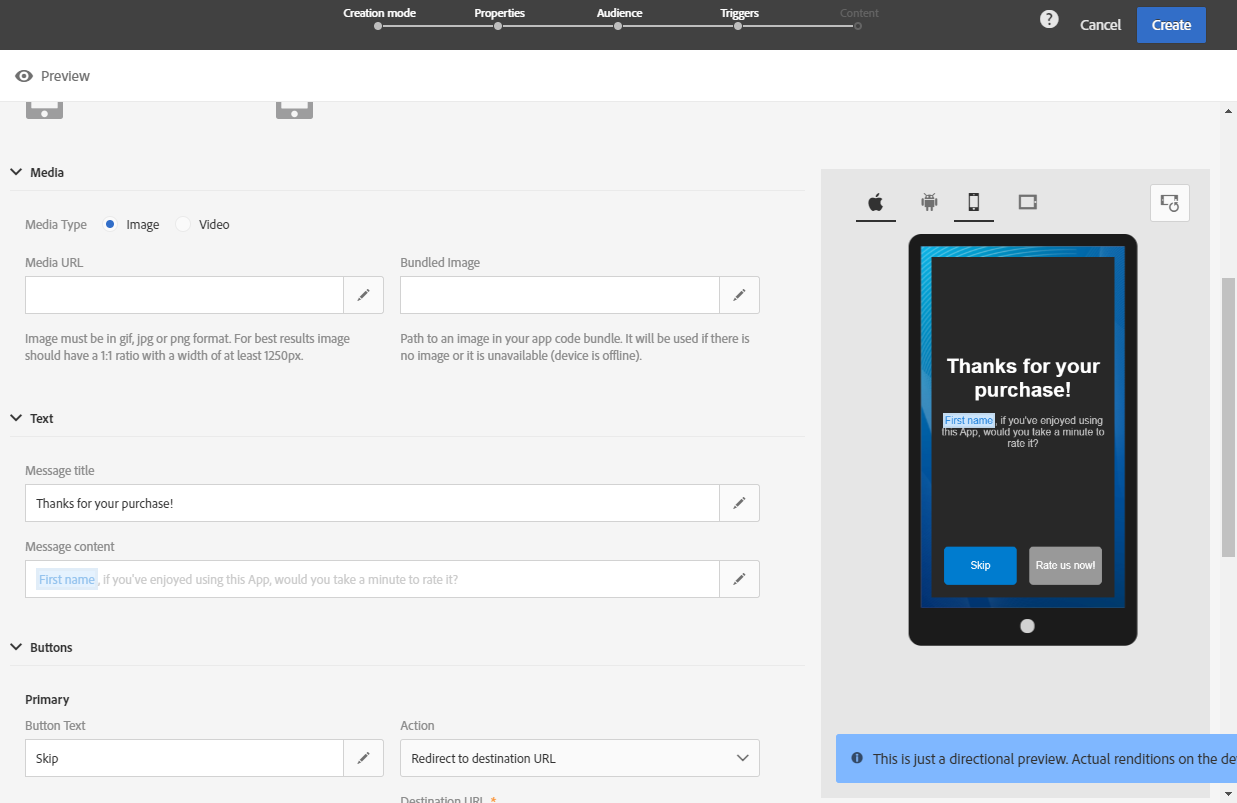 Creation mode
Properties
Audience
Triggers
Content
?
Cancel
Create
Preview
Media
Media Type
Image
Video
Media URL
Bundled Image
Image must be in gif, jpg or png format. For best results image
should have a 1:1 ratio with a width of at least 1250px.
Path to an image in your app code bundle. It will be used if there is
no image or it is unavailable (device is offline).
Text
Message title
Thanks for your purchase!
Message content
First name, if you've enjoyed using this App, would you take a minute to rate it?
Buttons
Primary
Button Text
Action
Skip
Redirect to destination URL
Destination URL *
Thanks for your
purchase!
First name, if you've enjoyed using
this App, would you take a minute to
rate it?
Skip
Rate us now!
This is just a directional preview. Actual renditions on the de